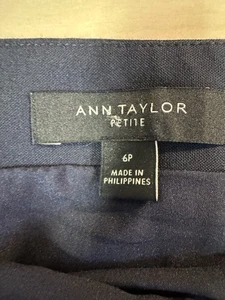 ANN TAYLOR
PETITE
6P
MADE IN
PHILIPPINES